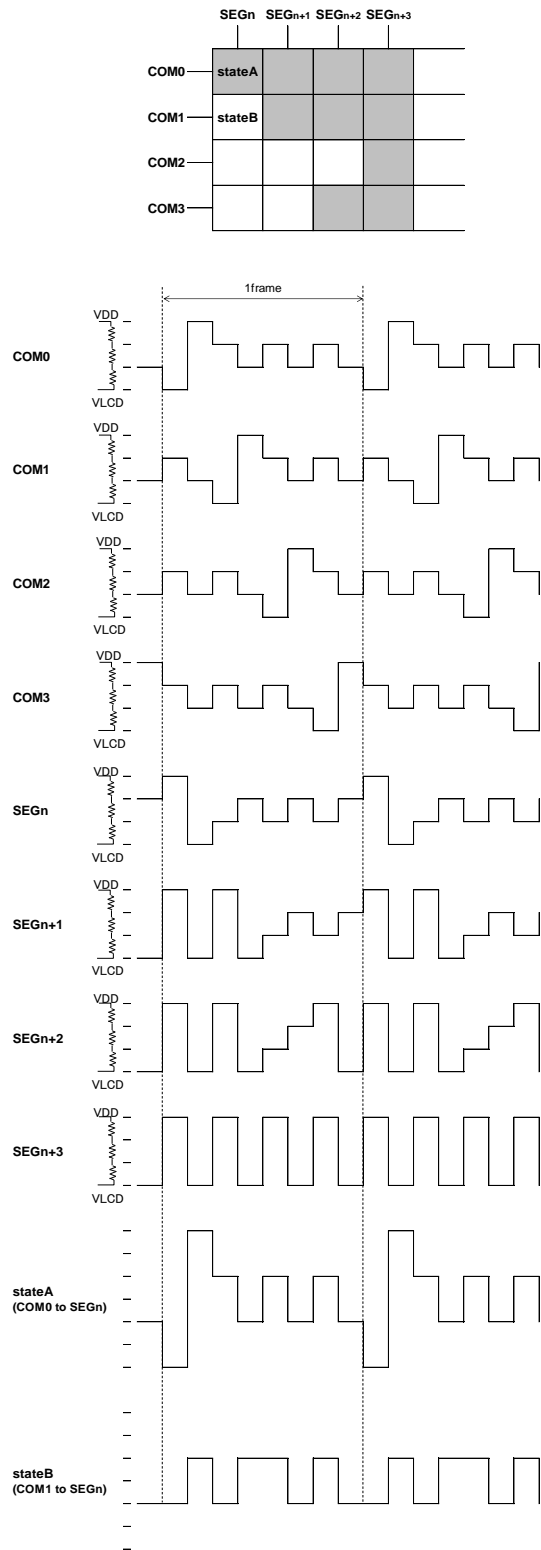 SEGn SEGn+1 SEGn+2 SEGn+3
COM0 stateA
COM1 stateB
COM2
COM3
1frame
VDD
COM0
VLCD
VDD
COM1
VLCD
VDD
COM2
VLCD
VDD
COM3
VLCD
VDD
SEGn
VLCD
VDD
SEGn+1
VLCD
VDD
SEGn+2
VLCD
VDD
SEGn+3
VLCD
stateA
(COM0 to SEGn)
stateB
(COM1 to SEGn)